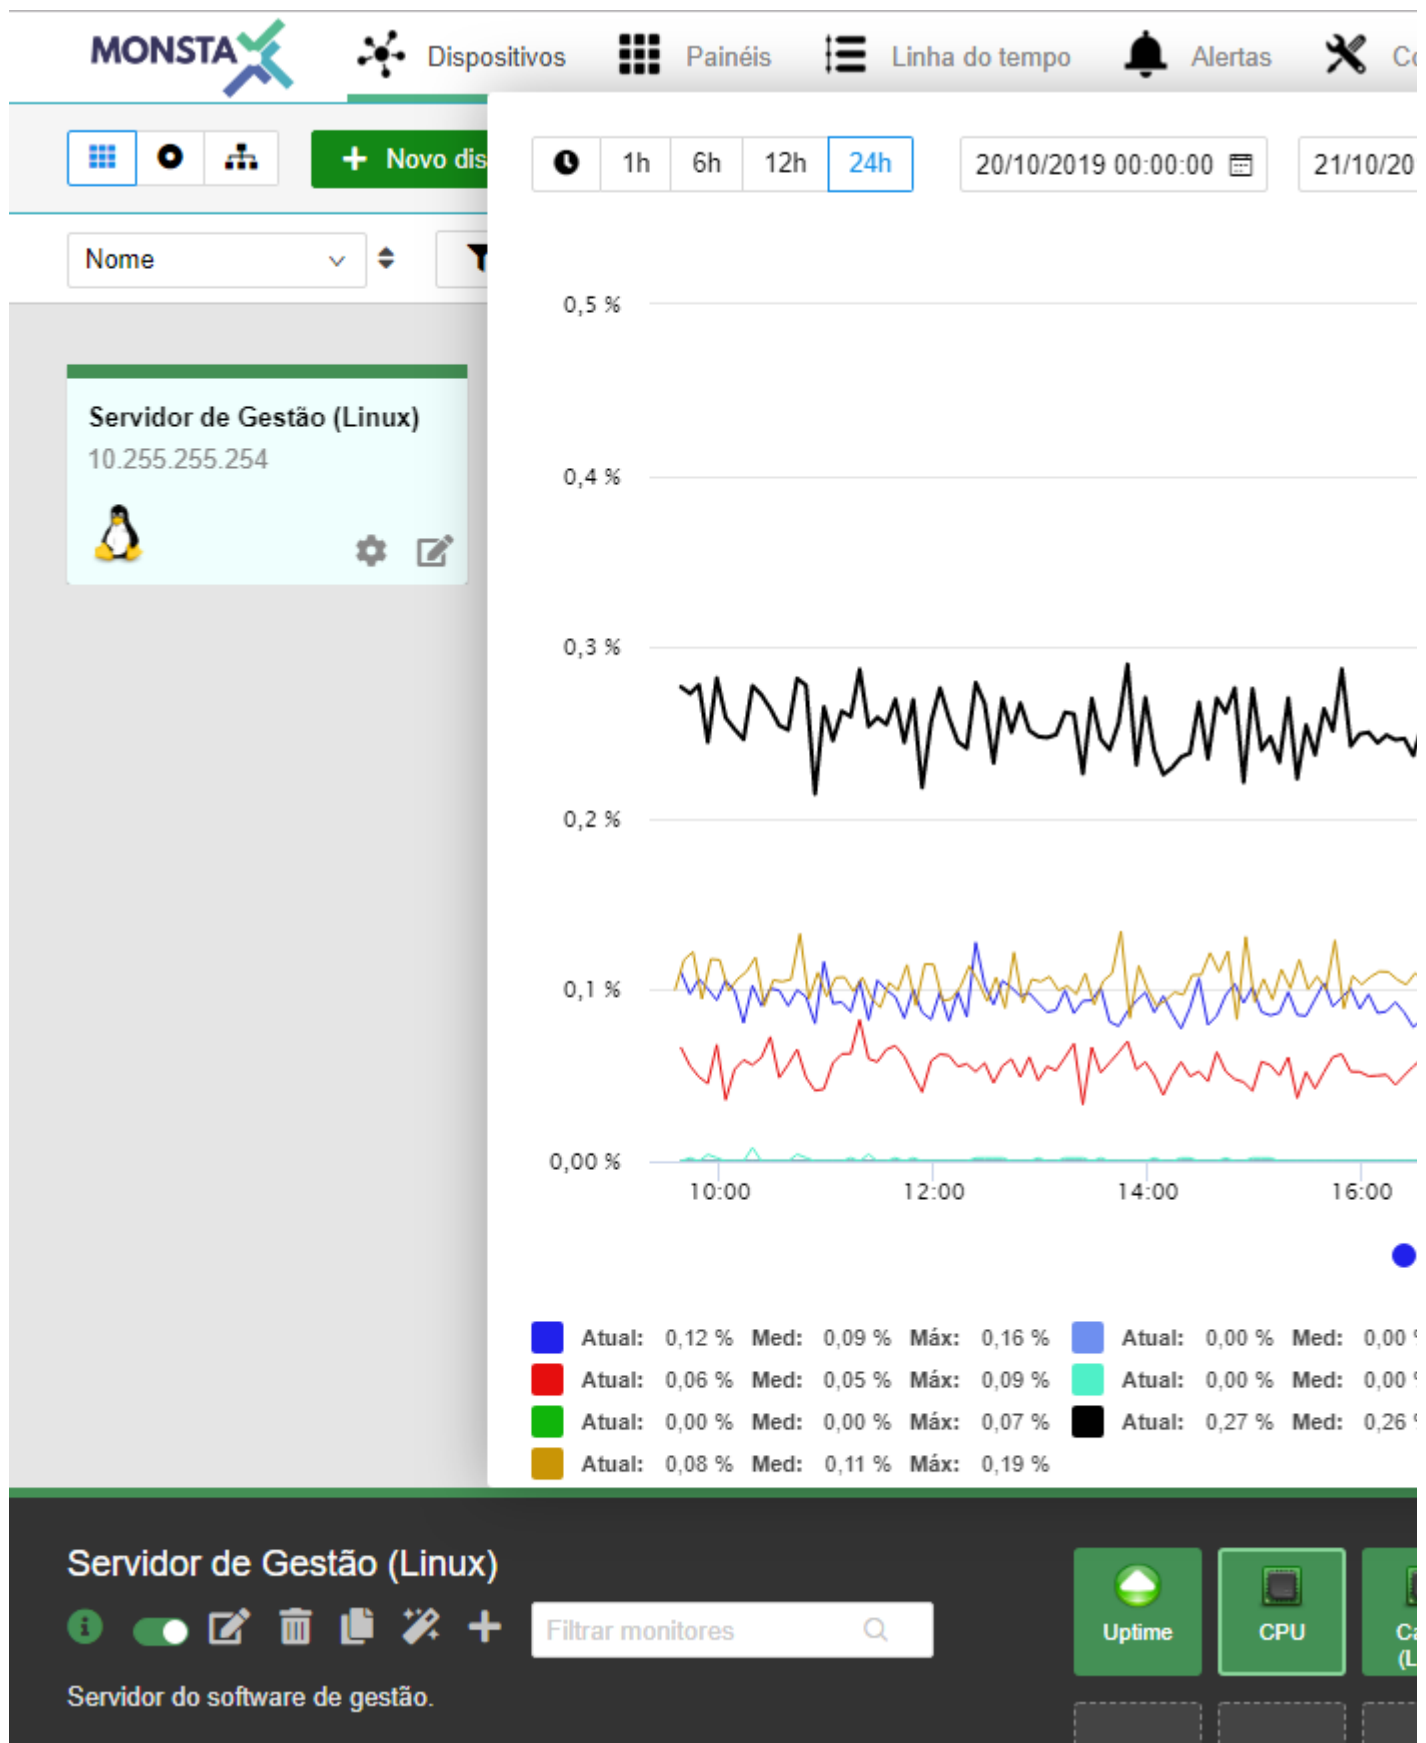 MONSTA
Dispositivos Painéis Linha do tempo Alertas
Novo
1h 6h 12h 24h 20/10/2019 00:00:00 21/10/20
Nome
0,5 %
0,4 %
0,3 %
0,2 %
0,1 %
0,00 %
10:00 12:00 14:00 16:00
Servidor de Gestão (Linux)
10.255.255.254
Atual: 0,12 % Med: 0,09 % Máx: 0,16 % Atual: 0,00 % Med: 0,00
Atual: 0,06 % Med: 0,05 % Máx: 0,09 % Atual: 0,00 % Med: 0,00
Atual: 0,00 % Med: 0,00 % Máx: 0,07 % Atual: 0,27 % Med: 0,26
Atual: 0,08 % Med: 0,11 % Máx: 0,19 %
Servidor de Gestão (Linux)
Filtrar monitores
Uptime CPU
Servidor do software de gestão.